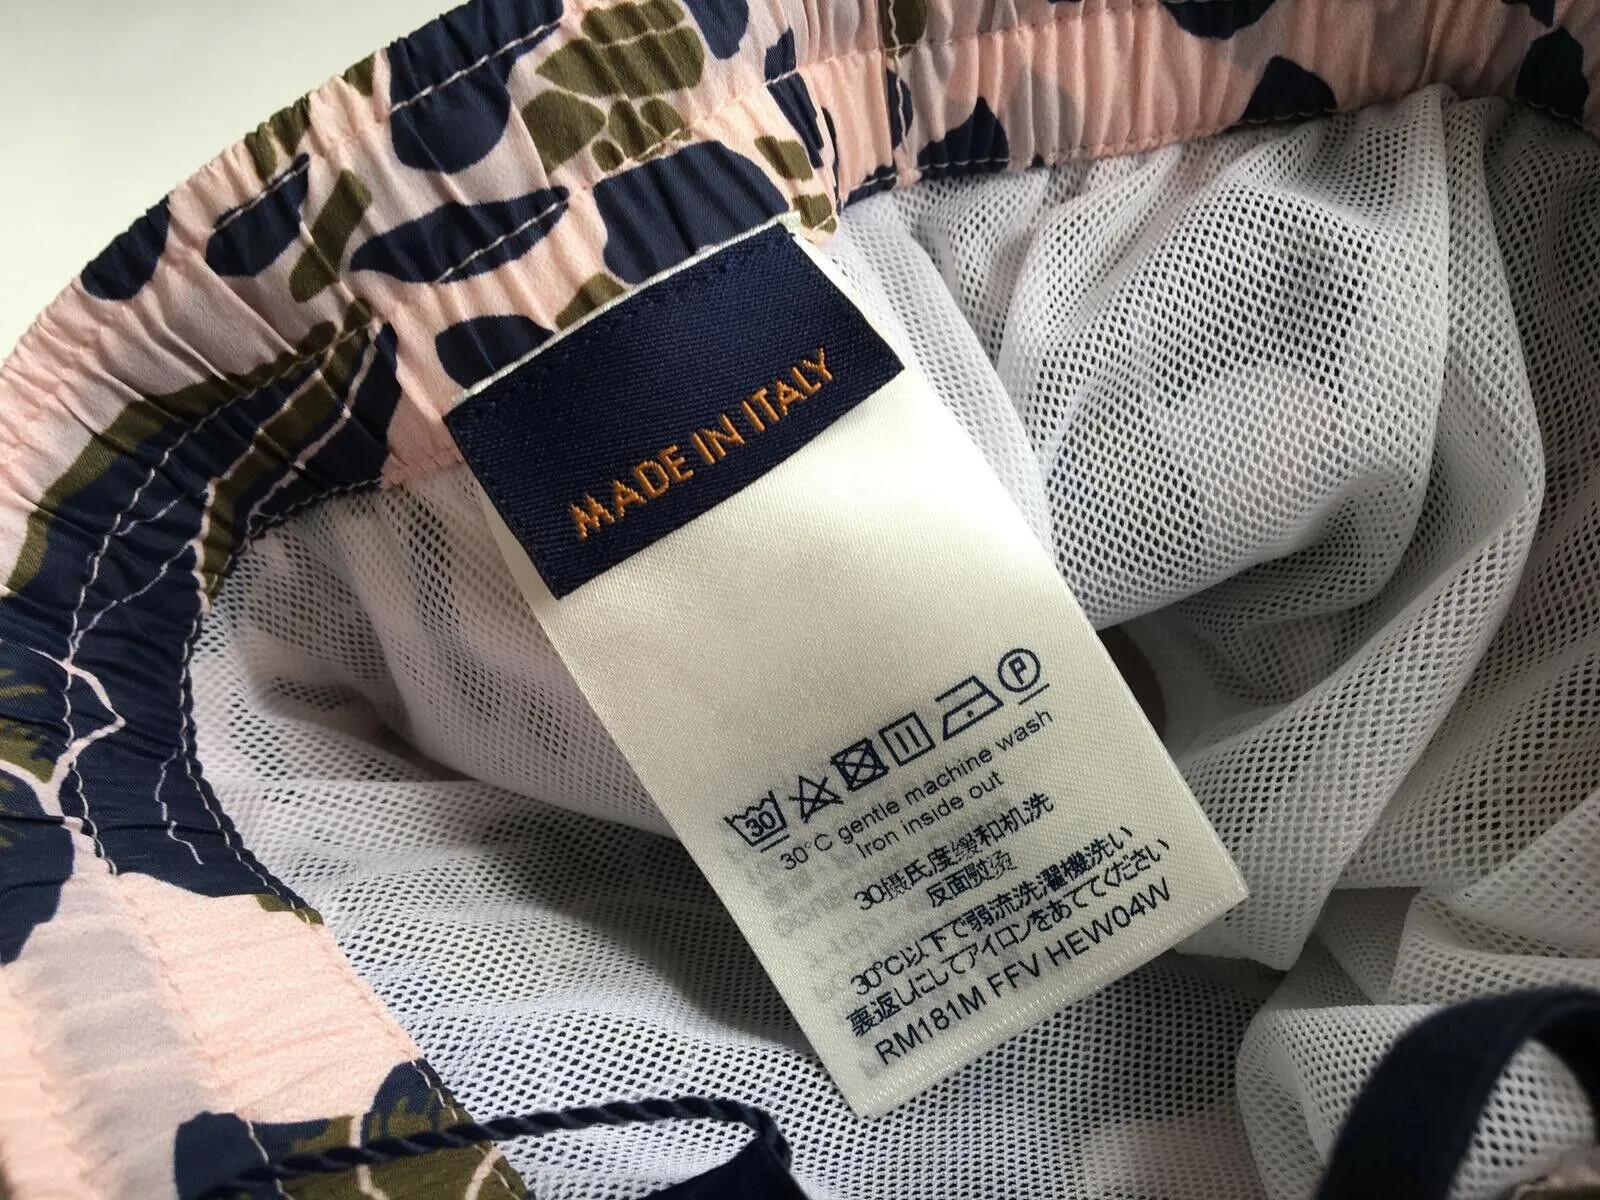 MADE IN ITALY
30
P
30°C gentle machine wash
Iron inside out
30摄氏度缓和机洗
反面熨烫
30°C以下で弱流洗濯機洗い
裏返しにしてアイロンをあててください
RM181M FFV HEW04W